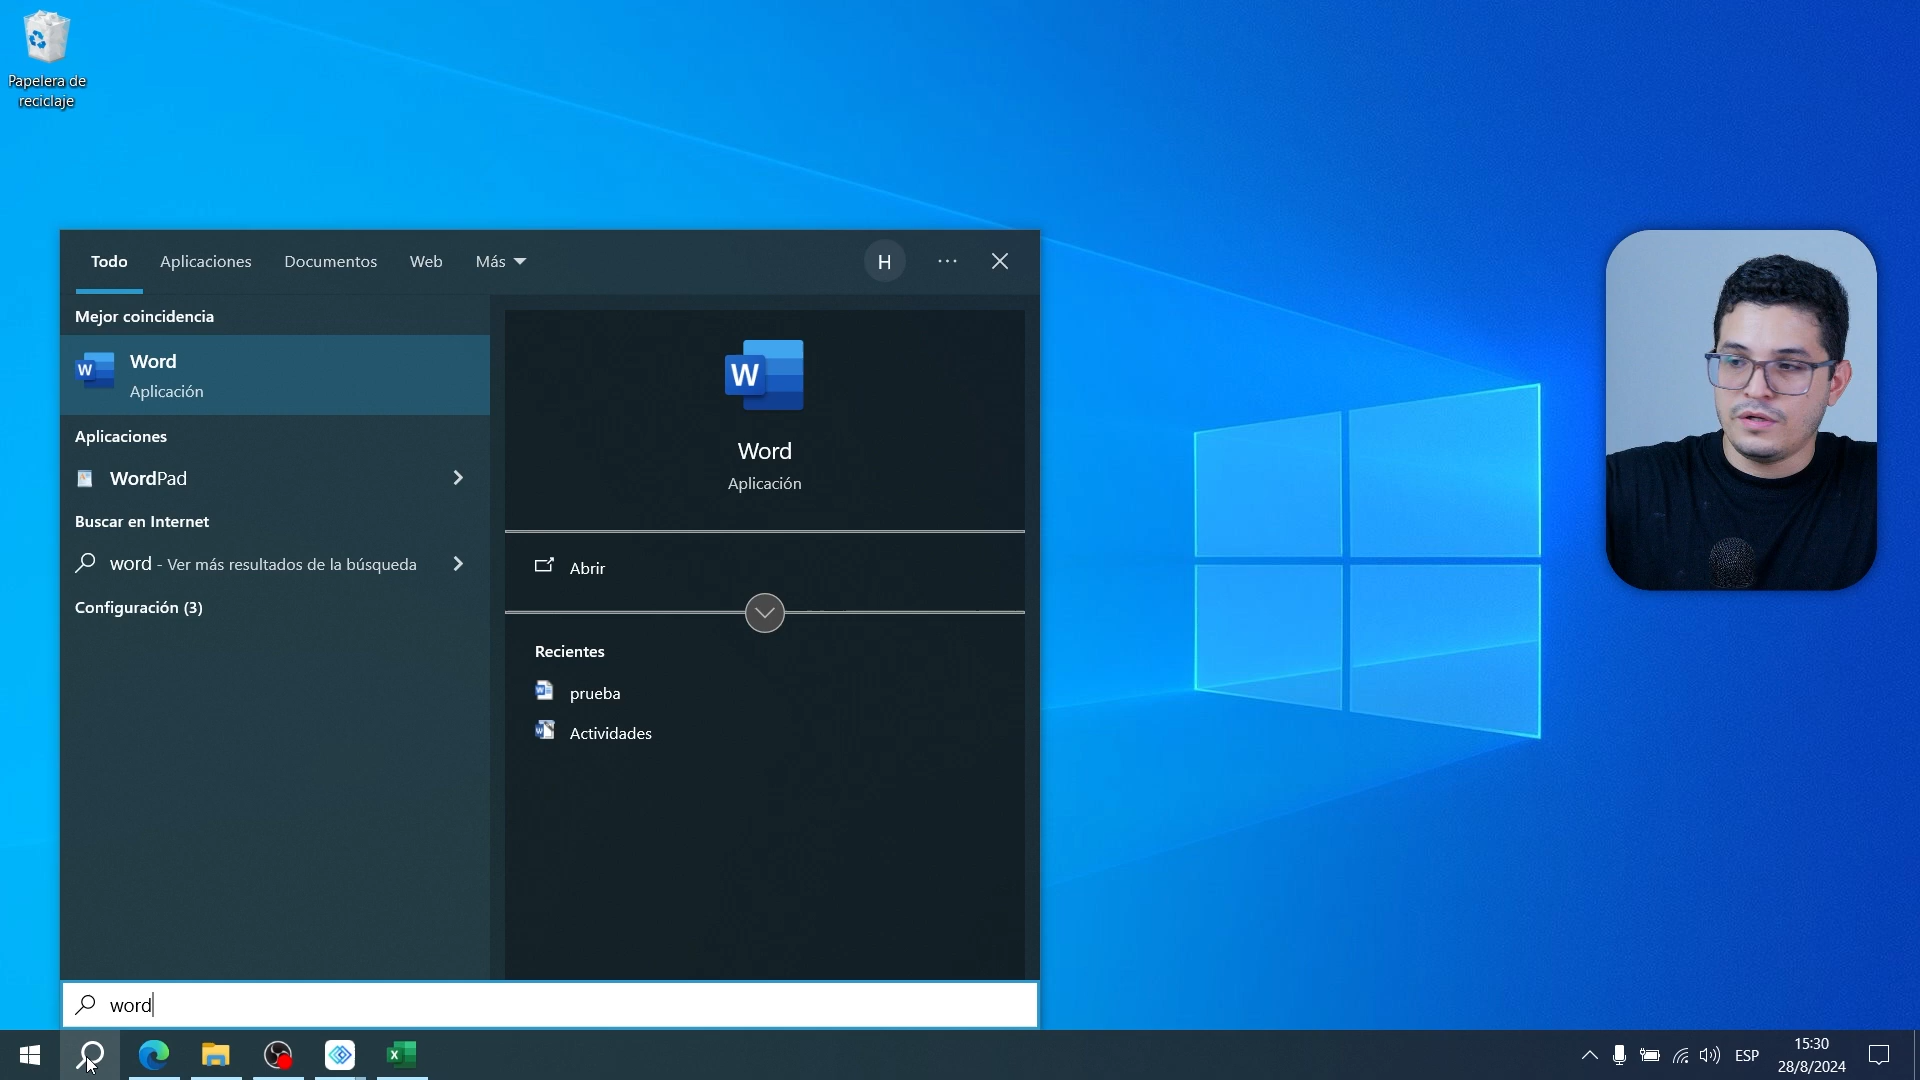 Papelera de
reciclaje
Todo
Aplicaciones
Documentos
Web
Más
H
Mejor coincidencia
Word
Aplicación
Aplicaciones
WordPad
Buscar en Internet
word - Ver más resultados de la búsqueda
Configuración (3)
W
Word
Aplicación
Abrir
Recientes
prueba
Actividades
word
ESP
15:30
28/8/2024